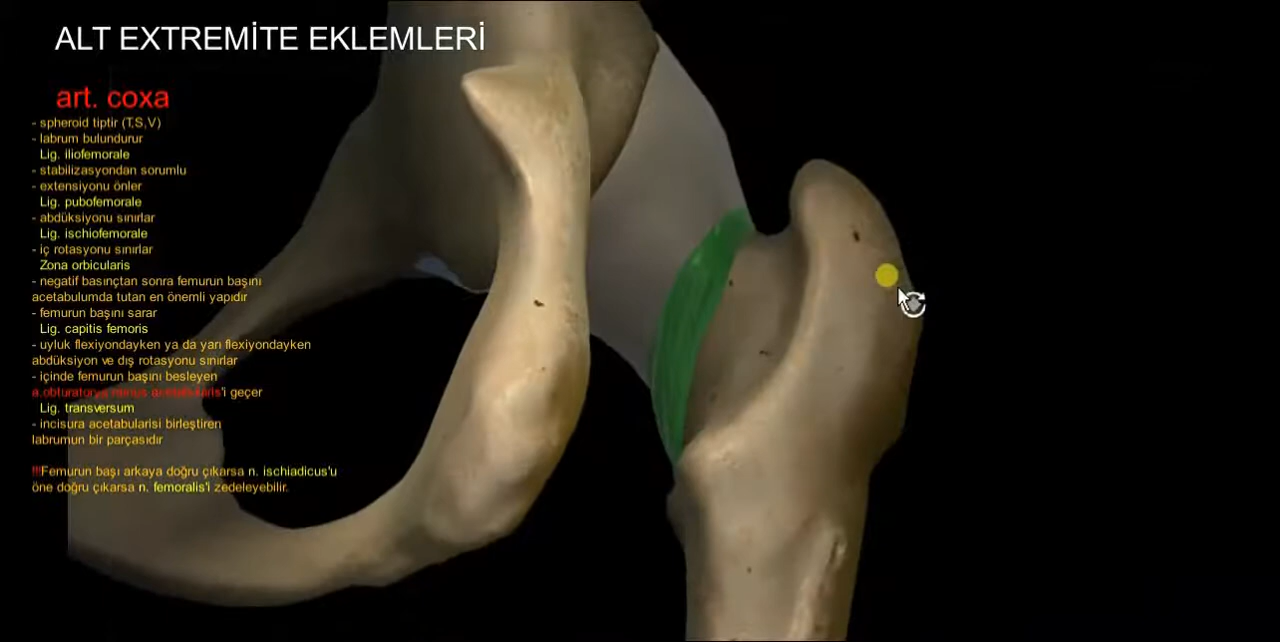 ALT EXTREMİTE EKLEMLERİ
art. coxa
- spheroid tiptir (T,S,V)
- labrum bulundurur
Lig. iliofemorale
- stabilizasyondan sorumlu
- extensiyonu önler
Lig. pubofemorale
- abdüksiyonu sınırlar
Lig. ischiofemorale
- iç rotasyonu sınırlar
Zona orbicularis
- negatif basınçtan sonra femurun başını
acetabulumda tutan en önemli yapıdır
- femurun başını sarar
Lig. capitis femoris
- uyluk flexiyondayken ya da yarı flexiyondayken
abdüksiyon ve dış rotasyonu sınırlar
- içinde femurun başını besleyen
a.obturatorya ramus acetabularis'i geçer
Lig. transversum
- incisura acetabularisi birleştiren
labrumun bir parçasıdır
!!!Femurun başı arkaya doğru çıkarsa n. ischiadicus'u
öne doğru çıkarsa n. femoralis'i zedeleyebilir.